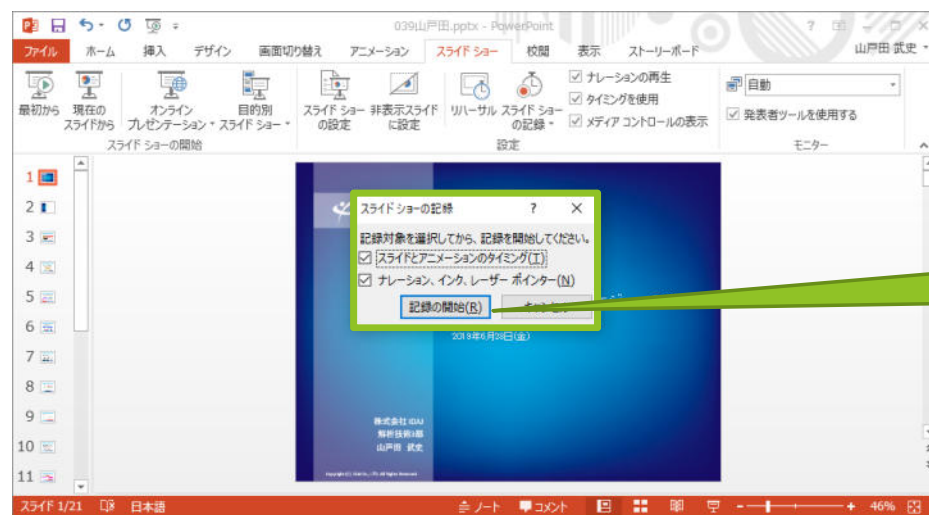 039山戸田.pptx - PowerPoint
ファイル ホーム 挿入 デザイン 画面切り替え アニメーション スライド ショー 校閲 表示 ストーリーボード 山戸田 武史
最初から 現在の スライドから オンライン プレゼンテーション 目的別 スライド ショー スライド ショー の設定 非表示スライド に設定 リハーサル スライド ショー の記録
ナレーションの再生
タイミングを使用
メディア コントロールの表示
自動
発表者ツールを使用する
スライド ショーの開始 設定 モニター
1
2
3
4
5
6
7
8
9
10
11
スライド ショーの記録 ? ×
記録対象を選択してから、記録を開始してください。
スライドとアニメーションのタイミング(T)
ナレーション、インク、レーザー ポインター(N)
記録の開始(R)
2019年6月28日(金)
株式会社 IDAJ
解析技術3部
山戸田 武史
スライド 1/21 日本語 ノート コメント 46%